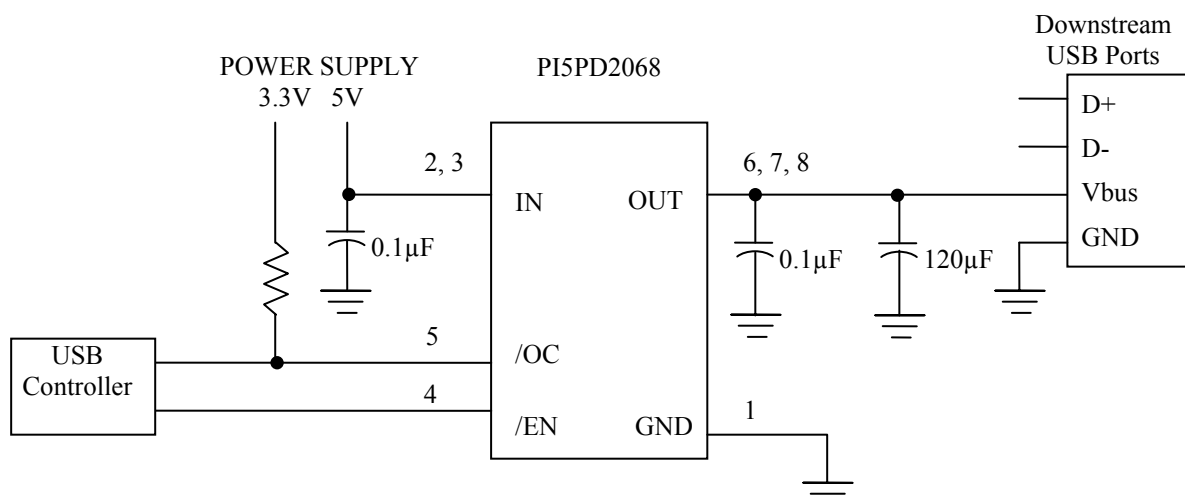 Downstream
USB Ports
POWER SUPPLY
3.3V 5V
PI5PD2068
D+
D-
Vbus
GND
2, 3
6, 7, 8
IN
OUT
0.1µF
0.1µF
120µF
USB
Controller
5
/OC
4
/EN
GND
1